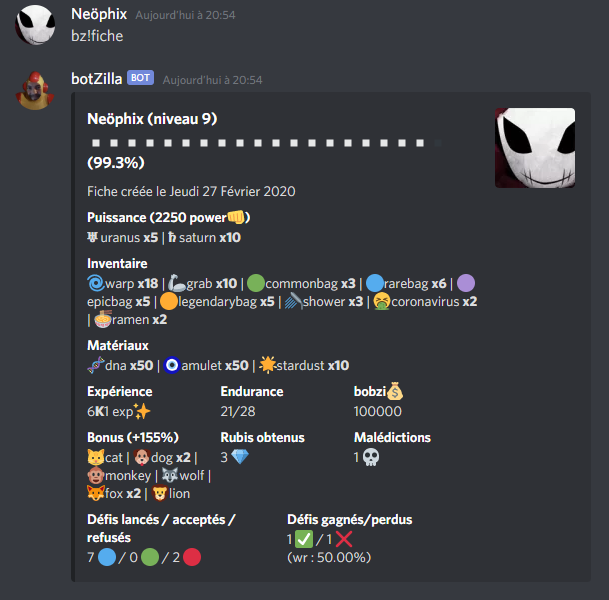 Neöphix Aujourd'hui à 20:54
bz!fiche
botZilla BOT Aujourd'hui à 20:54
Neöphix (niveau 9)
(99.3%)
Fiche créée le Jeudi 27 Février 2020
Puissance (2250 power👊)
♅ uranus x5 | ♄ saturn x10
Inventaire
🌀warp x18 | 🦾grab x10 | 🟢commonbag x3 | 🔵rarebag x6 | 🟣
epicbag x5 | 🟠legendarybag x5 | 🚿shower x3 | 🤮coronavirus x2
| 🍜ramen x2
Matériaux
🧬dna x50 | 🧿amulet x50 | 🌟stardust x10
Expérience Endurance bobzi💰
6K1 exp✨ 21/28 100000
Bonus (+155%) Rubis obtenus Malédictions
🐱cat | 🐶dog x2 | 3 💎 1 💀
🐵monkey | 🐺wolf |
🦊fox x2 | 🦁lion
Défis lancés / acceptés / Défis gagnés/perdus
refusés 1 ✅ / 1 ❌
7 🔵 / 0 🟢 / 2 🔴 (wr : 50.00%)